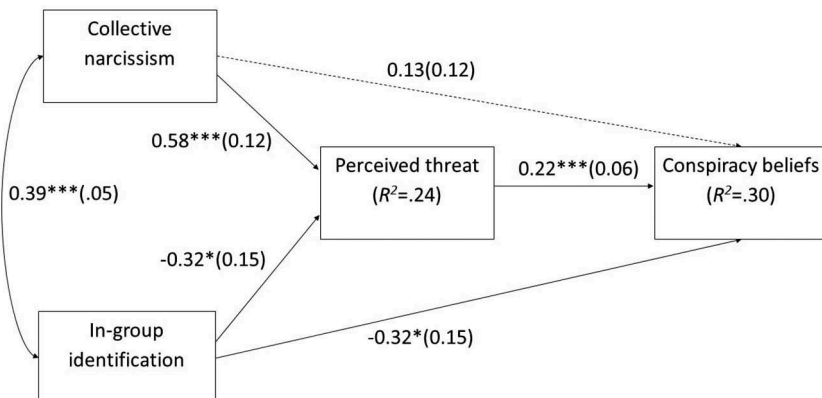 Collective
narcissism
0.13(0.12)
0.58***(0.12)
Perceived threat
(R²=.24)
0.22***(0.06)
Conspiracy beliefs
(R²=.30)
0.39***(.05)
-0.32*(0.15)
In-group
identification
-0.32*(0.15)